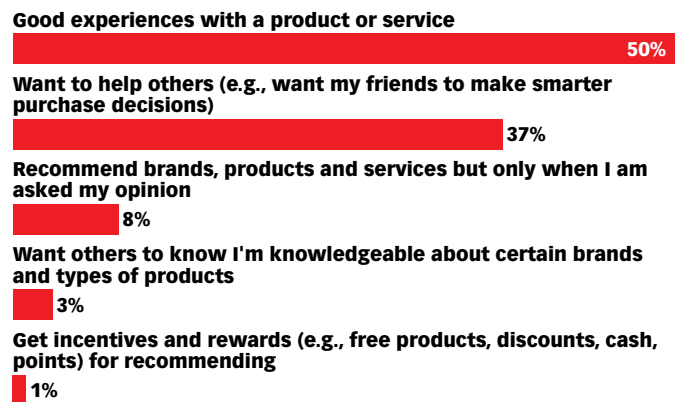 Good experiences with a product or service
50%
Want to help others (e.g., want my friends to make smarter
purchase decisions)
37%
Recommend brands, products and services but only when I am
asked my opinion
8%
Want others to know I'm knowledgeable about certain brands
and types of products
3%
Get incentives and rewards (e.g., free products, discounts, cash,
points) for recommending
1%